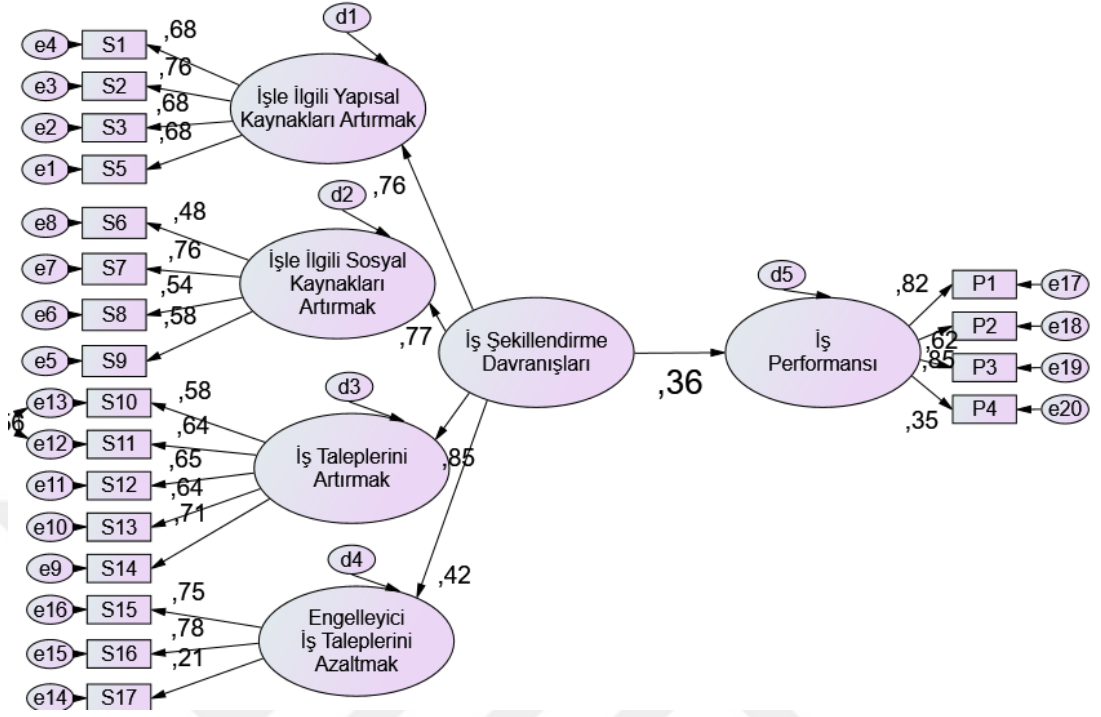 d1
e4 S1 ,68
e3 S2 ,76
e2 S3 ,68
e1 S5 ,68
İşle İlgili Yapısal
Kaynakları Artırmak
,76
d2
e8 S6 ,48
e7 S7 ,76
e6 S8 ,54
e5 S9 ,58
İşle İlgili Sosyal
Kaynakları
Artırmak
,77
d3
e13 S10 ,58
e12 S11 ,64
e11 S12 ,65
e10 S13 ,64
e9 S14 ,71
İş Taleplerini
Artırmak
,85
d4
e16 S15 ,75
e15 S16 ,78
e14 S17 ,21
Engelleyici
İş Taleplerini
Azaltmak
,42
İş Şekillendirme
Davranışları
,36
d5
İş
Performansı
,82 P1 e17
,62 P2 e18
,85 P3 e19
,35 P4 e20